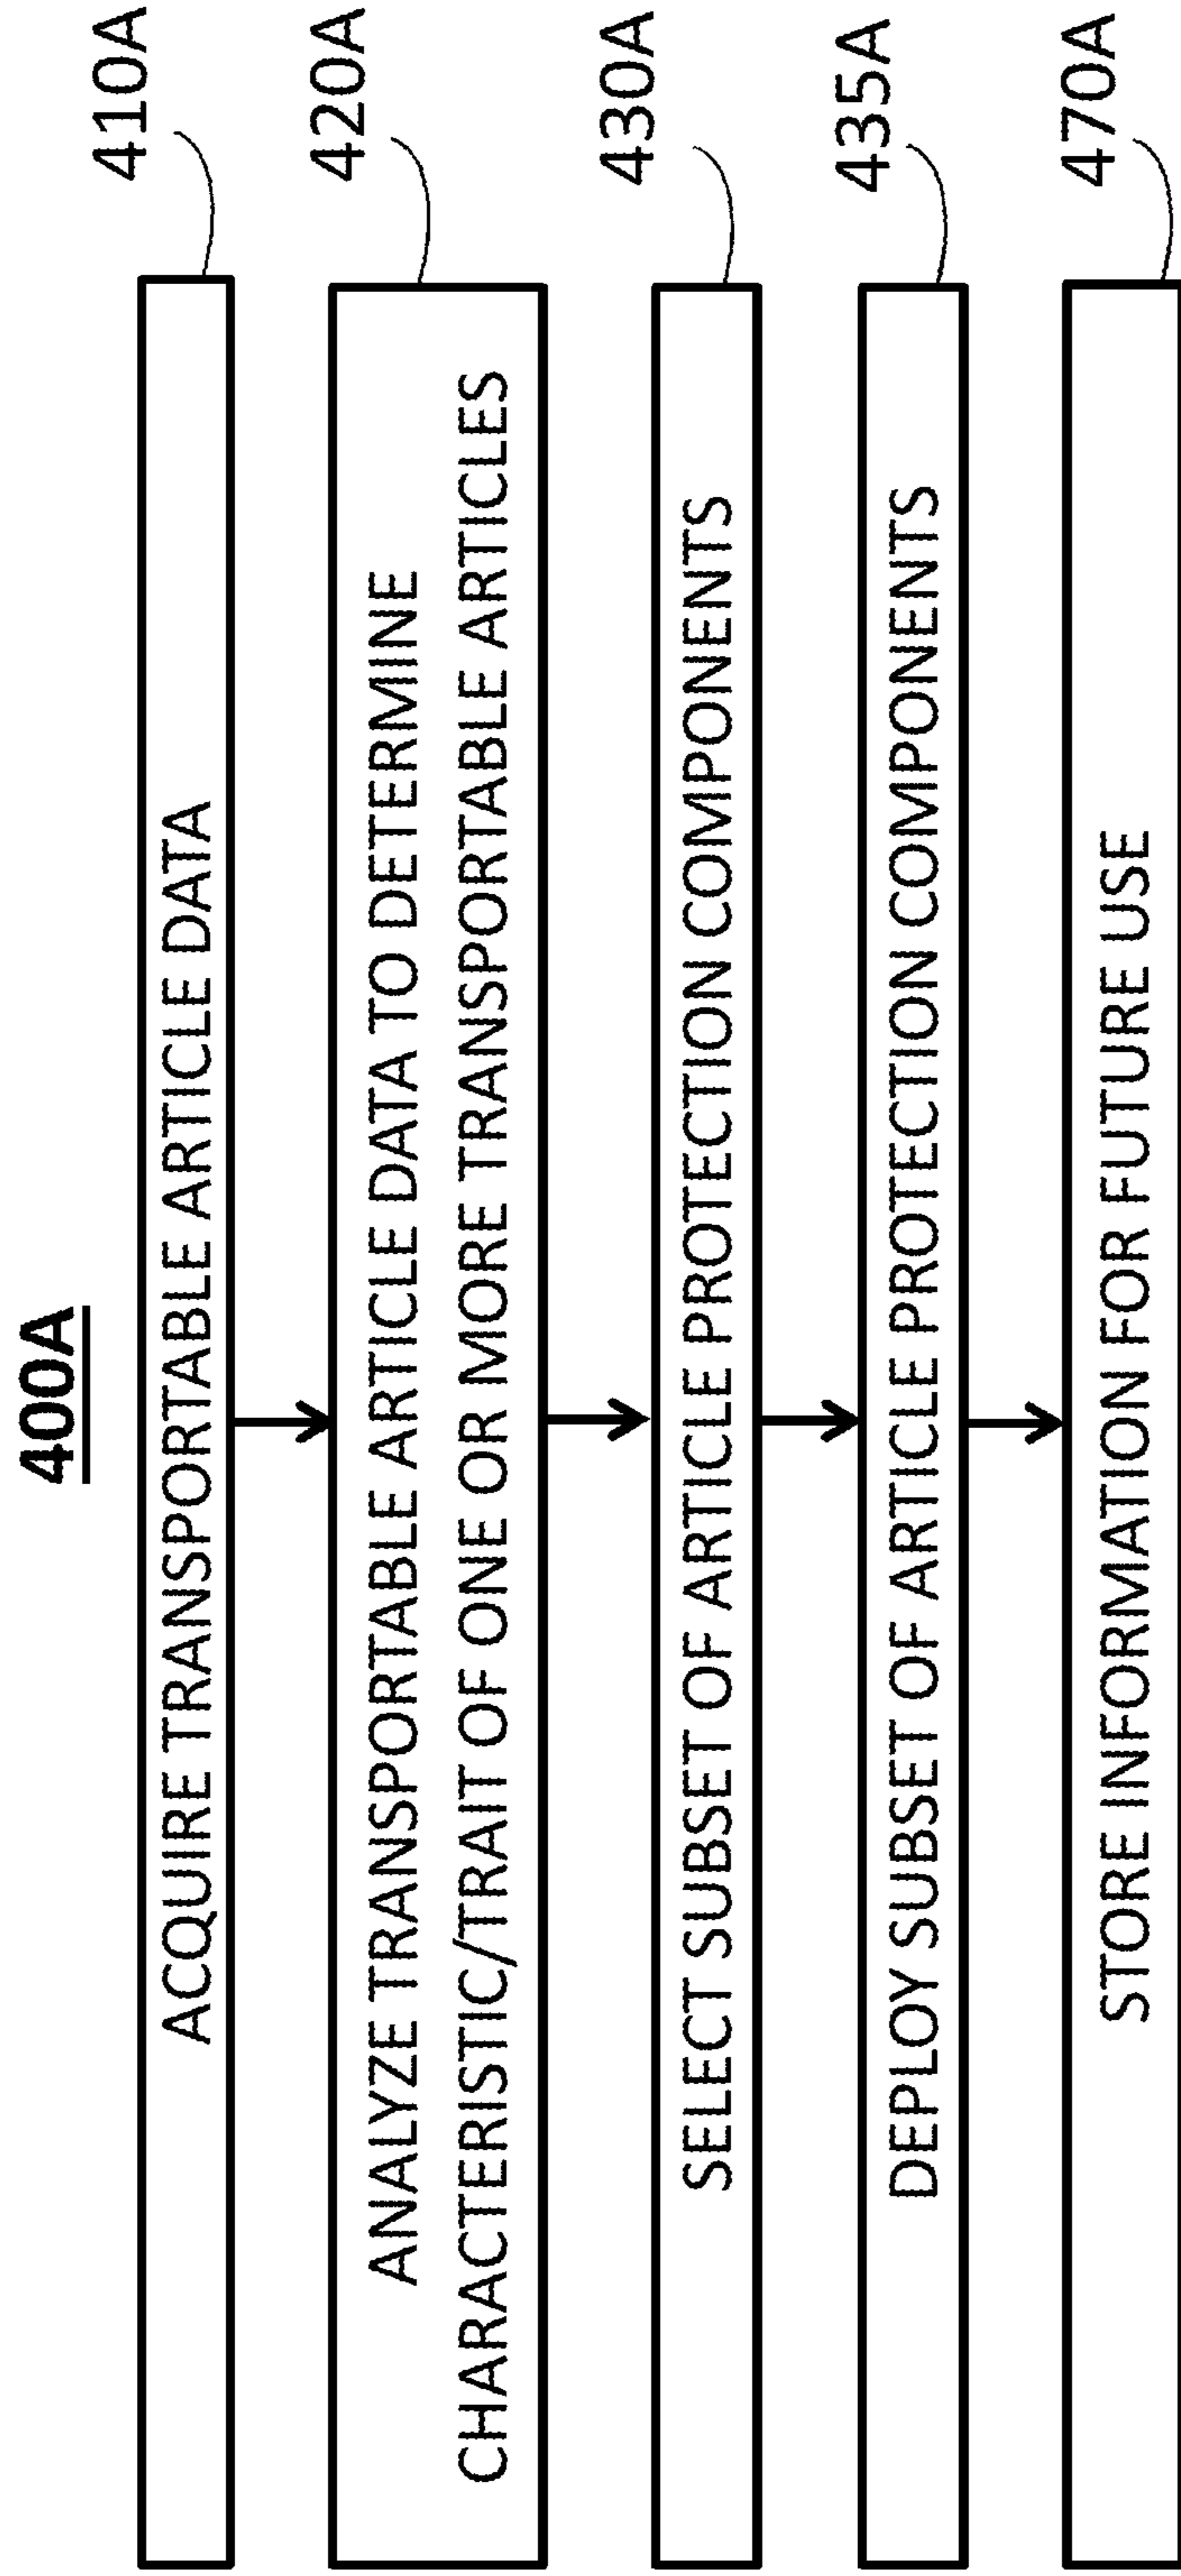 400A
ACQUIRE TRANSPORTABLE ARTICLE DATA
410A
ANALYZE TRANSPORTABLE ARTICLE DATA TO DETERMINE
CHARACTERISTIC/TRAIT OF ONE OR MORE TRANSPORTABLE ARTICLES
420A
SELECT SUBSET OF ARTICLE PROTECTION COMPONENTS
430A
DEPLOY SUBSET OF ARTICLE PROTECTION COMPONENTS
435A
STORE INFORMATION FOR FUTURE USE
470A